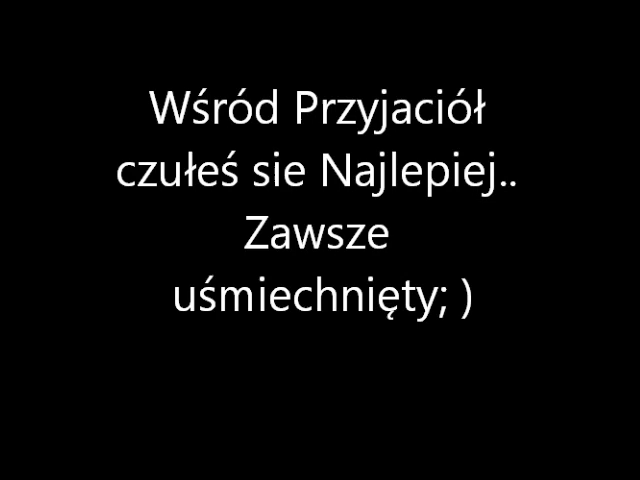 Wśród Przyjaciół
czułeś sie Najlepiej..
Zawsze
uśmiechnięty; )